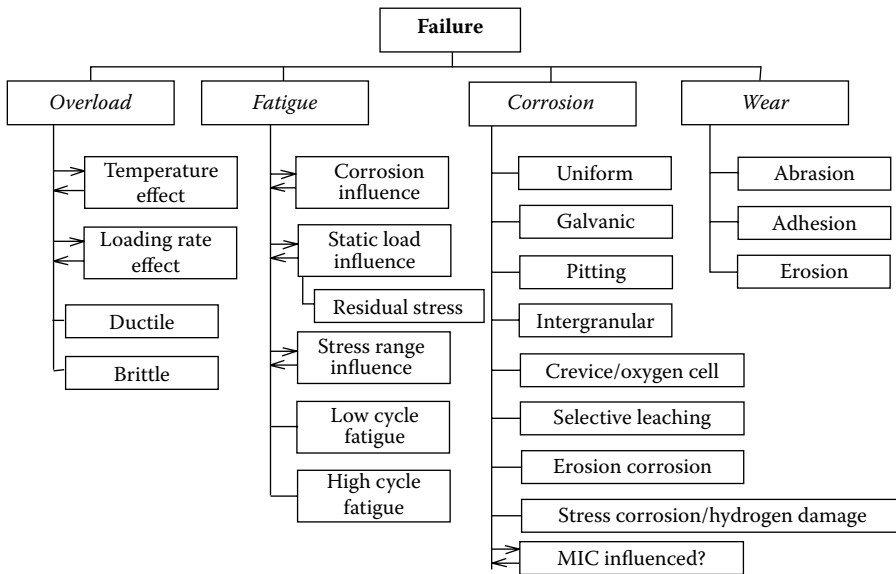 Failure
Overload
Fatigue
Corrosion
Wear
Temperature
effect
Loading rate
effect
Ductile
Brittle
Corrosion
influence
Static load
influence
Residual stress
Stress range
influence
Low cycle
fatigue
High cycle
fatigue
Uniform
Galvanic
Pitting
Intergranular
Crevice/oxygen cell
Selective leaching
Erosion corrosion
Stress corrosion/hydrogen damage
MIC influenced?
Abrasion
Adhesion
Erosion